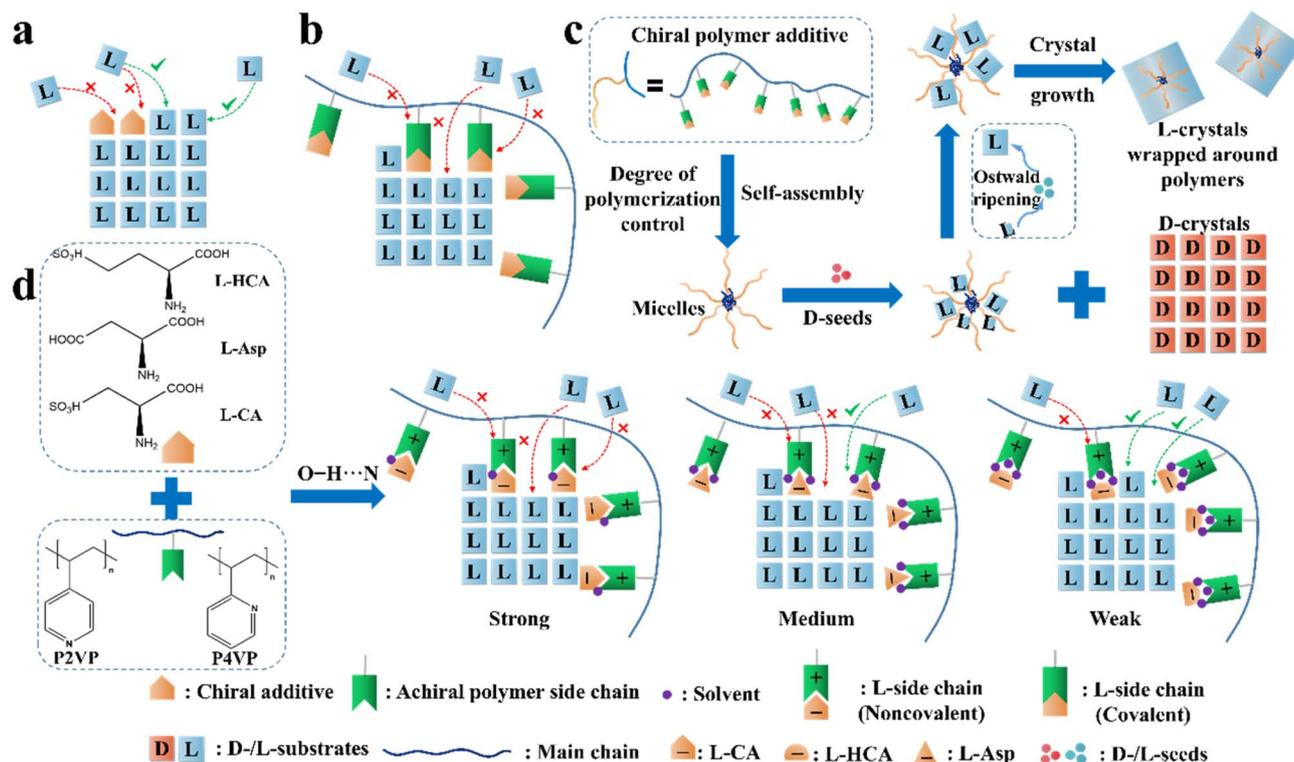 a
L
L
L
L L
L L L L
L L L L
L L L L
b
L
L
L
L
L L L L
L L L L
L L L L
c
Chiral polymer additive
=
Degree of
polymerization
control
Self-assembly
Micelles
D-seeds
L
L
L
L
L
Ostwald
ripening
L
L
L
L
L
L
Crystal
growth
L-crystals
wrapped around
polymers
D-crystals
D D D D
D D D D
D D D D
D D D D
d
SO₃H
COOH
NH₂
L-HCA
HOOC
COOH
NH₂
L-Asp
SO₃H
COOH
NH₂
L-CA
n
N
P2VP
n
N
P4VP
O–H···N
L
L
L
+
−
+
−
+
−
L
L L L L
L L L L
L L L L
− +
− +
Strong
L
L
L
+
−
+
−
+
−
L
L L L L
L L L L
L L L L
− +
− +
Medium
L
L
L
+
−
+
−
− +
L L
L L L L
L L L L
L L L L
− +
− +
Weak
: Chiral additive
: Achiral polymer side chain
: Solvent
+
−
: L-side chain
(Noncovalent)
: L-side chain
(Covalent)
D L : D-/L-substrates
: Main chain
− : L-CA
− : L-HCA
− : L-Asp
: D-/L-seeds